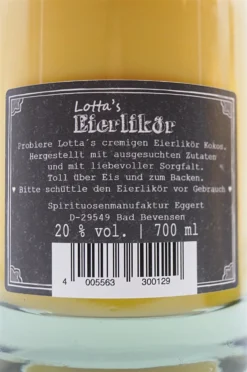 Lotta's
Eierlikör
Probiere Lotta's cremigen Eierlikör Kokos.
Hergestellt mit ausgesuchten Zutaten
und mit liebevoller Sorgfalt.
Toll über Eis und zum Backen.
♥ Bitte schüttle den Eierlikör vor Gebrauch ♥
Spirituosenmanufaktur Eggert
D-29549 Bad Bevensen
20 % vol. | 700 ml
4 005563 300129